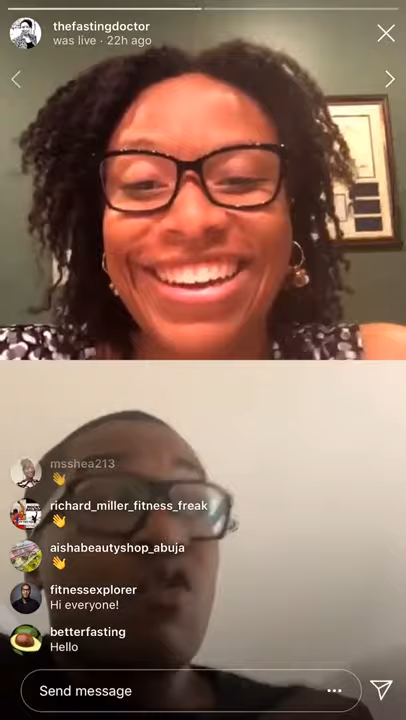 thefastingdoctor
was live · 22h ago
msshea213
👋
richard_miller_fitness_freak
👋
aishabeautyshop_abuja
👋
fitnessexplorer
Hi everyone!
betterfasting
Hello
Send message